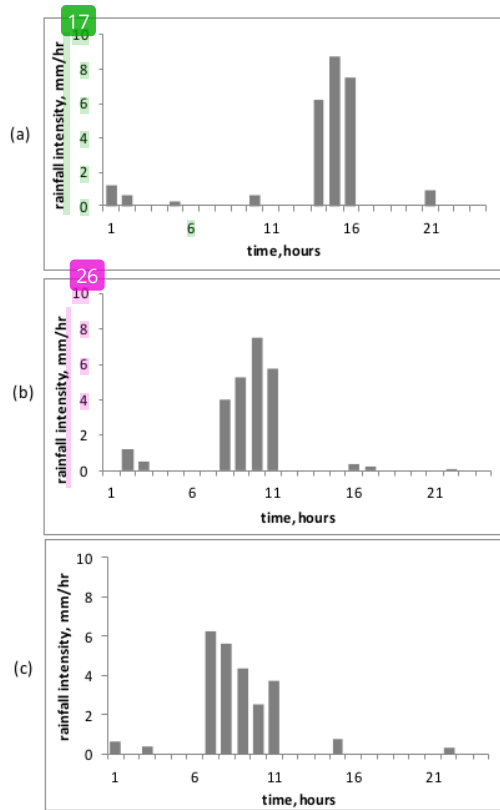 17
10
8
6
4
2
0
rainfall intensity, mm/hr
(a)
1 6 11 16 21
time,hours
26
10
8
6
4
2
0
rainfall intensity, mm/hr
(b)
1 6 11 16 21
time,hours
10
8
6
4
2
0
rainfall intensity, mm/hr
(c)
1 6 11 16 21
time, hours